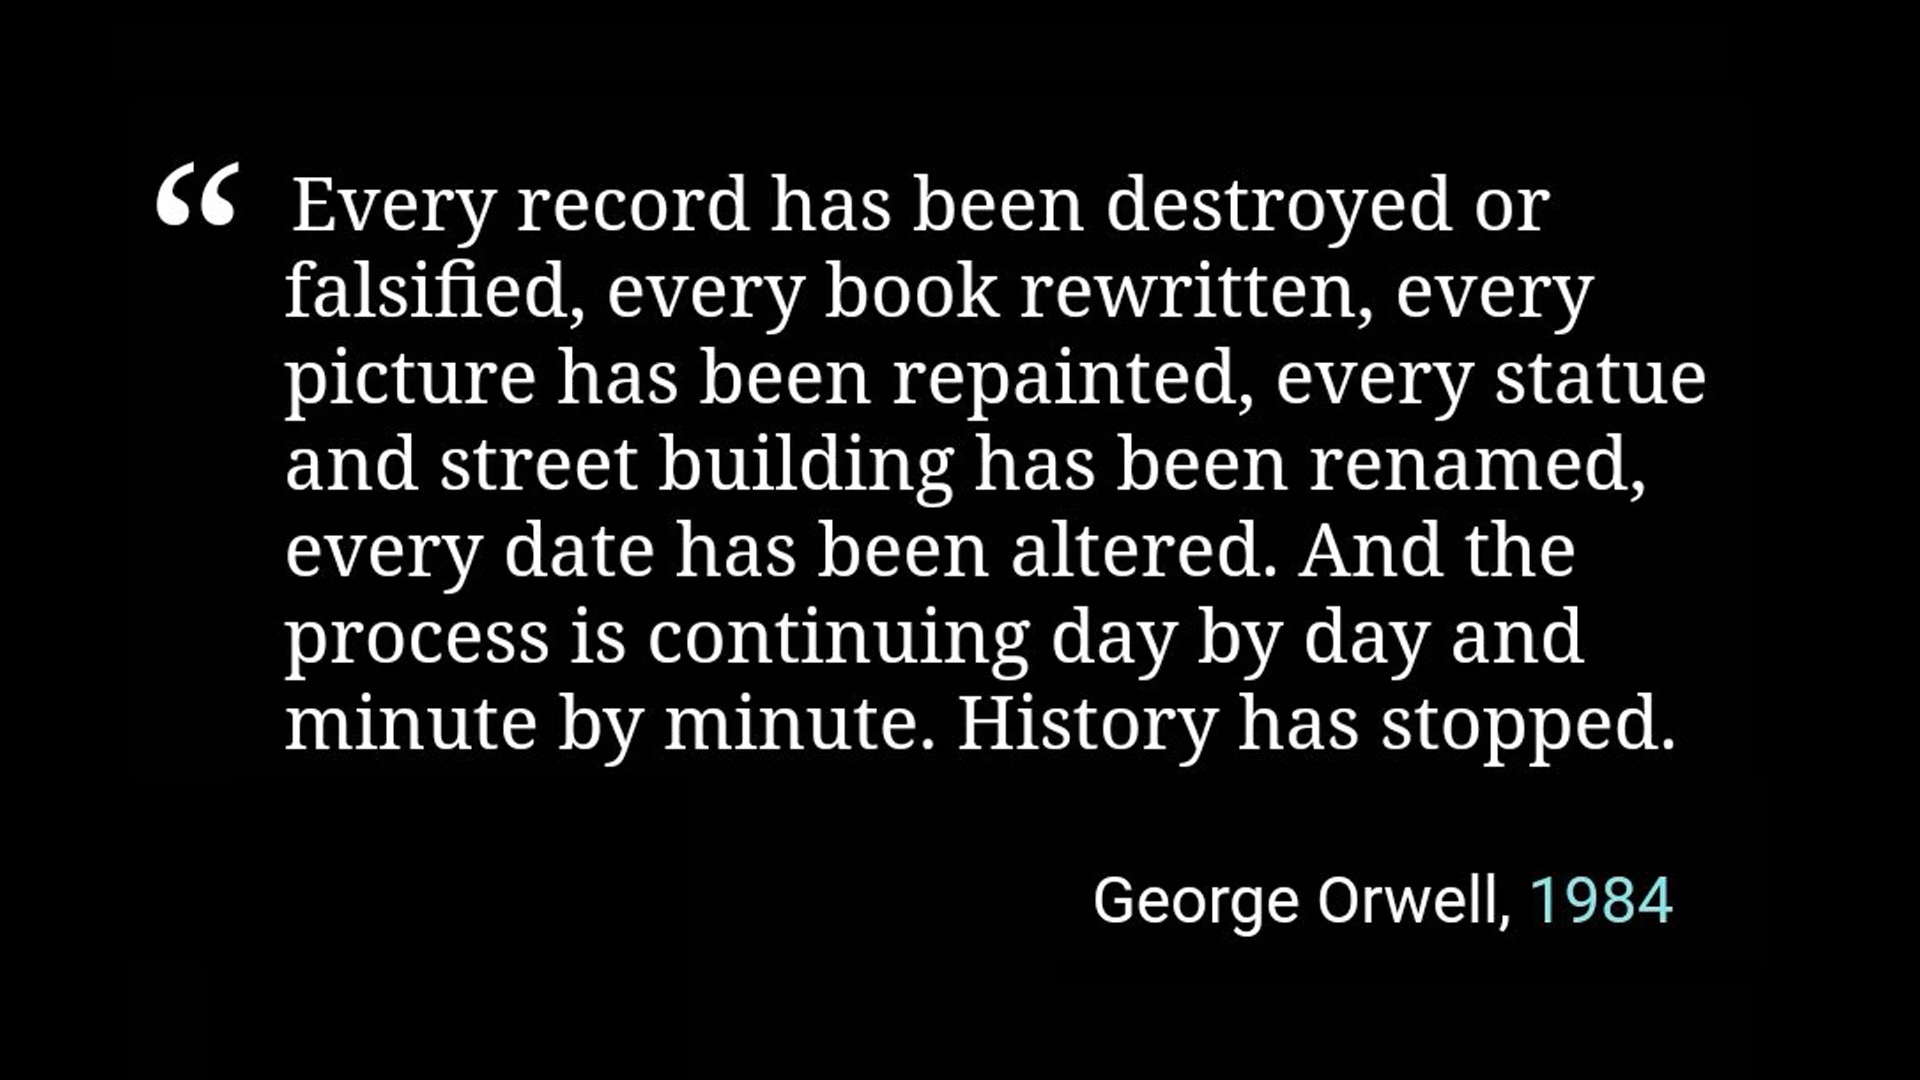 “ Every record has been destroyed or
falsified, every book rewritten, every
picture has been repainted, every statue
and street building has been renamed,
every date has been altered. And the
process is continuing day by day and
minute by minute. History has stopped.
George Orwell, 1984